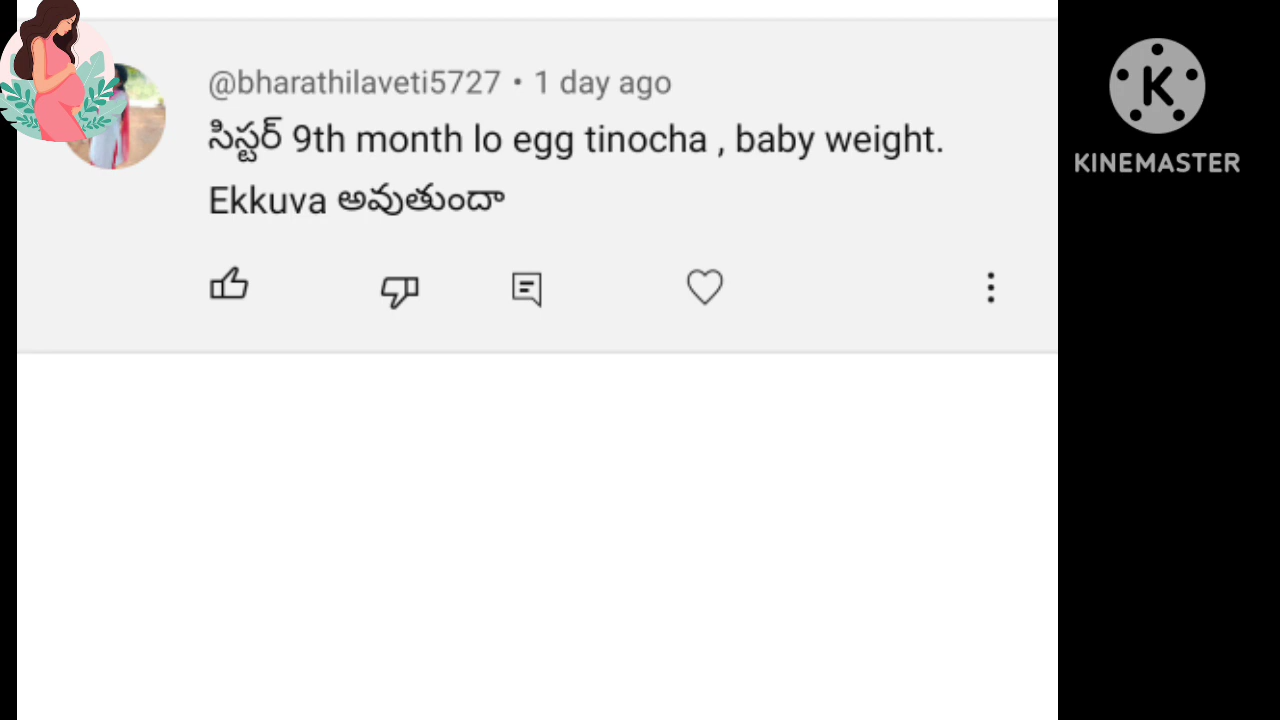 @bharathilaveti5727 • 1 day ago
సిస్టర్ 9th month lo egg tinocha , baby weight.
Ekkuva అవుతుందా
K
KINEMASTER